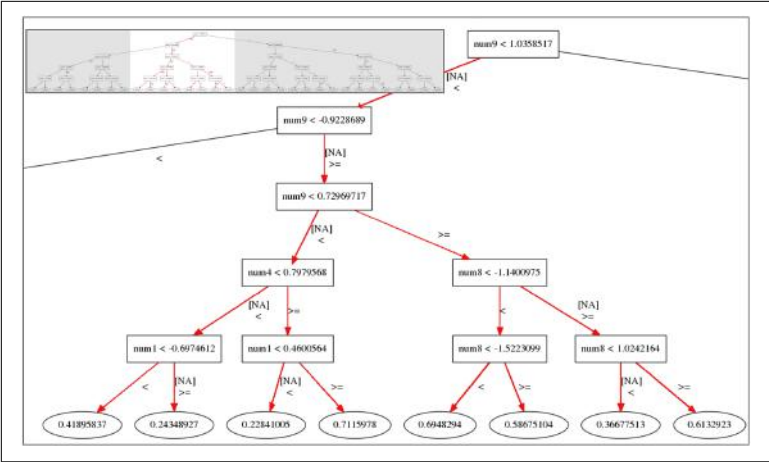 num9 < 1.0358517
[NA]
<
num9 < -0.9228689
<
[NA]
>=
num9 < 0.72969717
[NA]
<
>=
num4 < 0.7979568
num8 < -1.1400975
[NA]
<
>=
<
[NA]
>=
num1 < -0.6974612
num1 < 0.4600564
num8 < -1.5223099
num8 < 1.0242164
<
[NA]
>=
[NA]
<
>=
<
>=
[NA]
<
>=
0.41895837
0.24348927
0.22841005
0.7115978
0.6948294
0.58675104
0.36677513
0.6132923